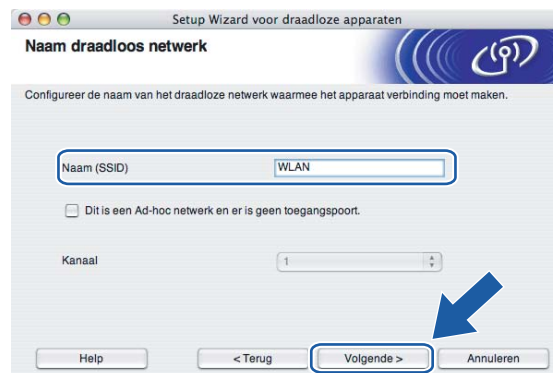 Setup Wizard voor draadloze apparaten
Naam draadloos netwerk
Configureer de naam van het draadloze netwerk waarmee het apparaat verbinding moet maken.
Naam (SSID) WLAN
Dit is een Ad-hoc netwerk en er is geen toegangspoort.
Kanaal 1
Help < Terug Volgende > Annuleren